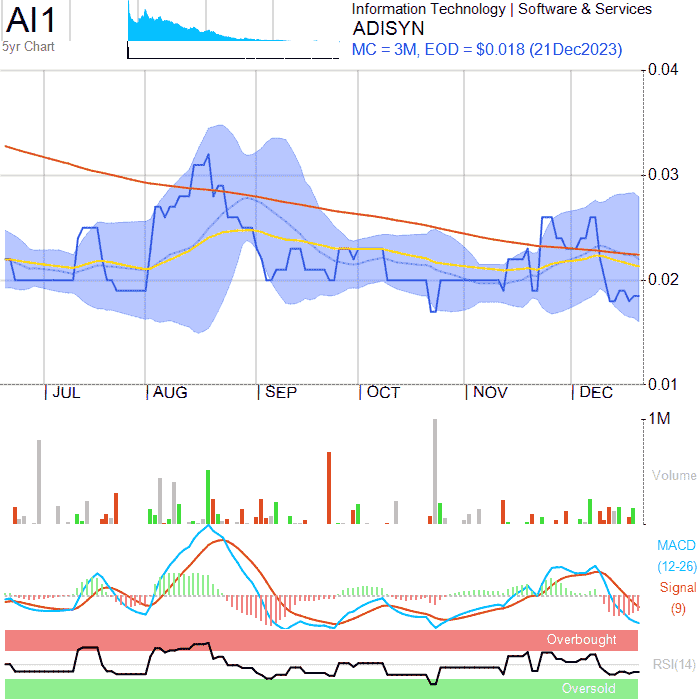 AI1
5yr Chart
Information Technology | Software & Services
ADISYN
MC = 3M, EOD = $0.018 (21Dec2023)
0.04
0.03
0.02
0.01
|JUL |AUG |SEP |OCT |NOV |DEC
1M
Volume
MACD
(12-26)
Signal
(9)
Overbought
RSI(14)
Oversold